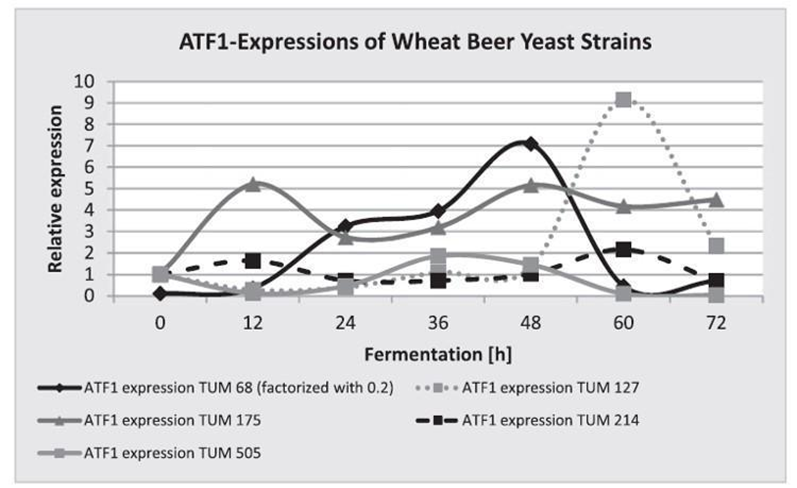 ATF1-Expressions of Wheat Beer Yeast Strains
Relative expression
10
9
8
7
6
5
4
3
2
1
0
0 12 24 36 48 60 72
Fermentation [h]
ATF1 expression TUM 68 (factorized with 0.2) ATF1 expression TUM 127
ATF1 expression TUM 175 ATF1 expression TUM 214
ATF1 expression TUM 505